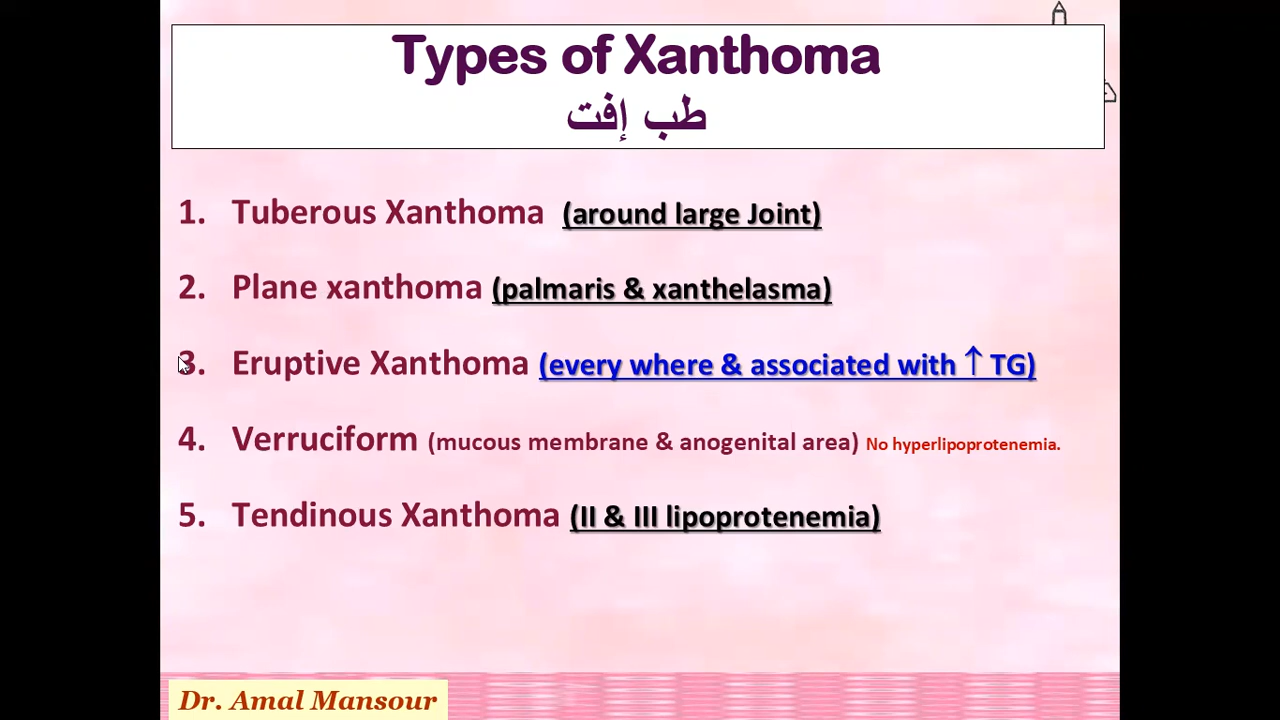 Types of Xanthoma
طب إفت
1. Tuberous Xanthoma (around large Joint)
2. Plane xanthoma (palmaris & xanthelasma)
3. Eruptive Xanthoma (every where & associated with ↑ TG)
4. Verruciform (mucous membrane & anogenital area) No hyperlipoprotenemia.
5. Tendinous Xanthoma (II & III lipoprotenemia)
Dr. Amal Mansour